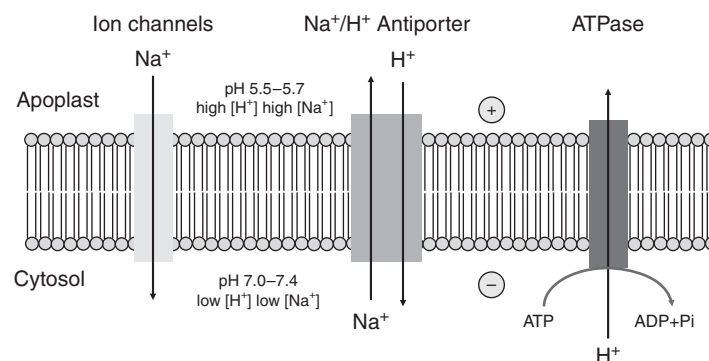 Ion channels
Na⁺/H⁺ Antiporter
ATPase
Na⁺
H⁺
Apoplast
pH 5.5–5.7
high [H⁺] high [Na⁺]
+
Cytosol
pH 7.0–7.4
low [H⁺] low [Na⁺]
−
Na⁺
ATP
ADP+Pi
H⁺